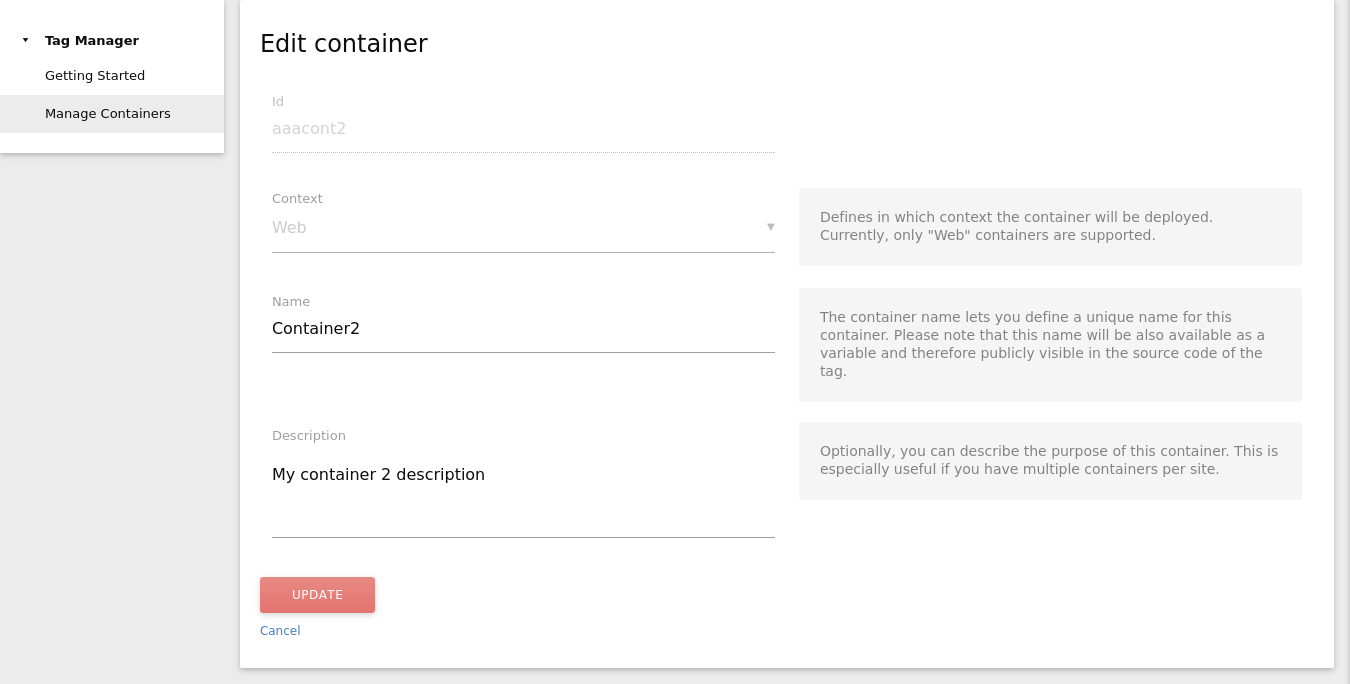 Tag Manager
Getting Started
Manage Containers
Edit container
Id
aaacont2
Context
Web
Defines in which context the container will be deployed.
Currently, only "Web" containers are supported.
Name
Container2
The container name lets you define a unique name for this
container. Please note that this name will be also available as a
variable and therefore publicly visible in the source code of the
tag.
Description
My container 2 description
Optionally, you can describe the purpose of this container. This is
especially useful if you have multiple containers per site.
UPDATE
Cancel